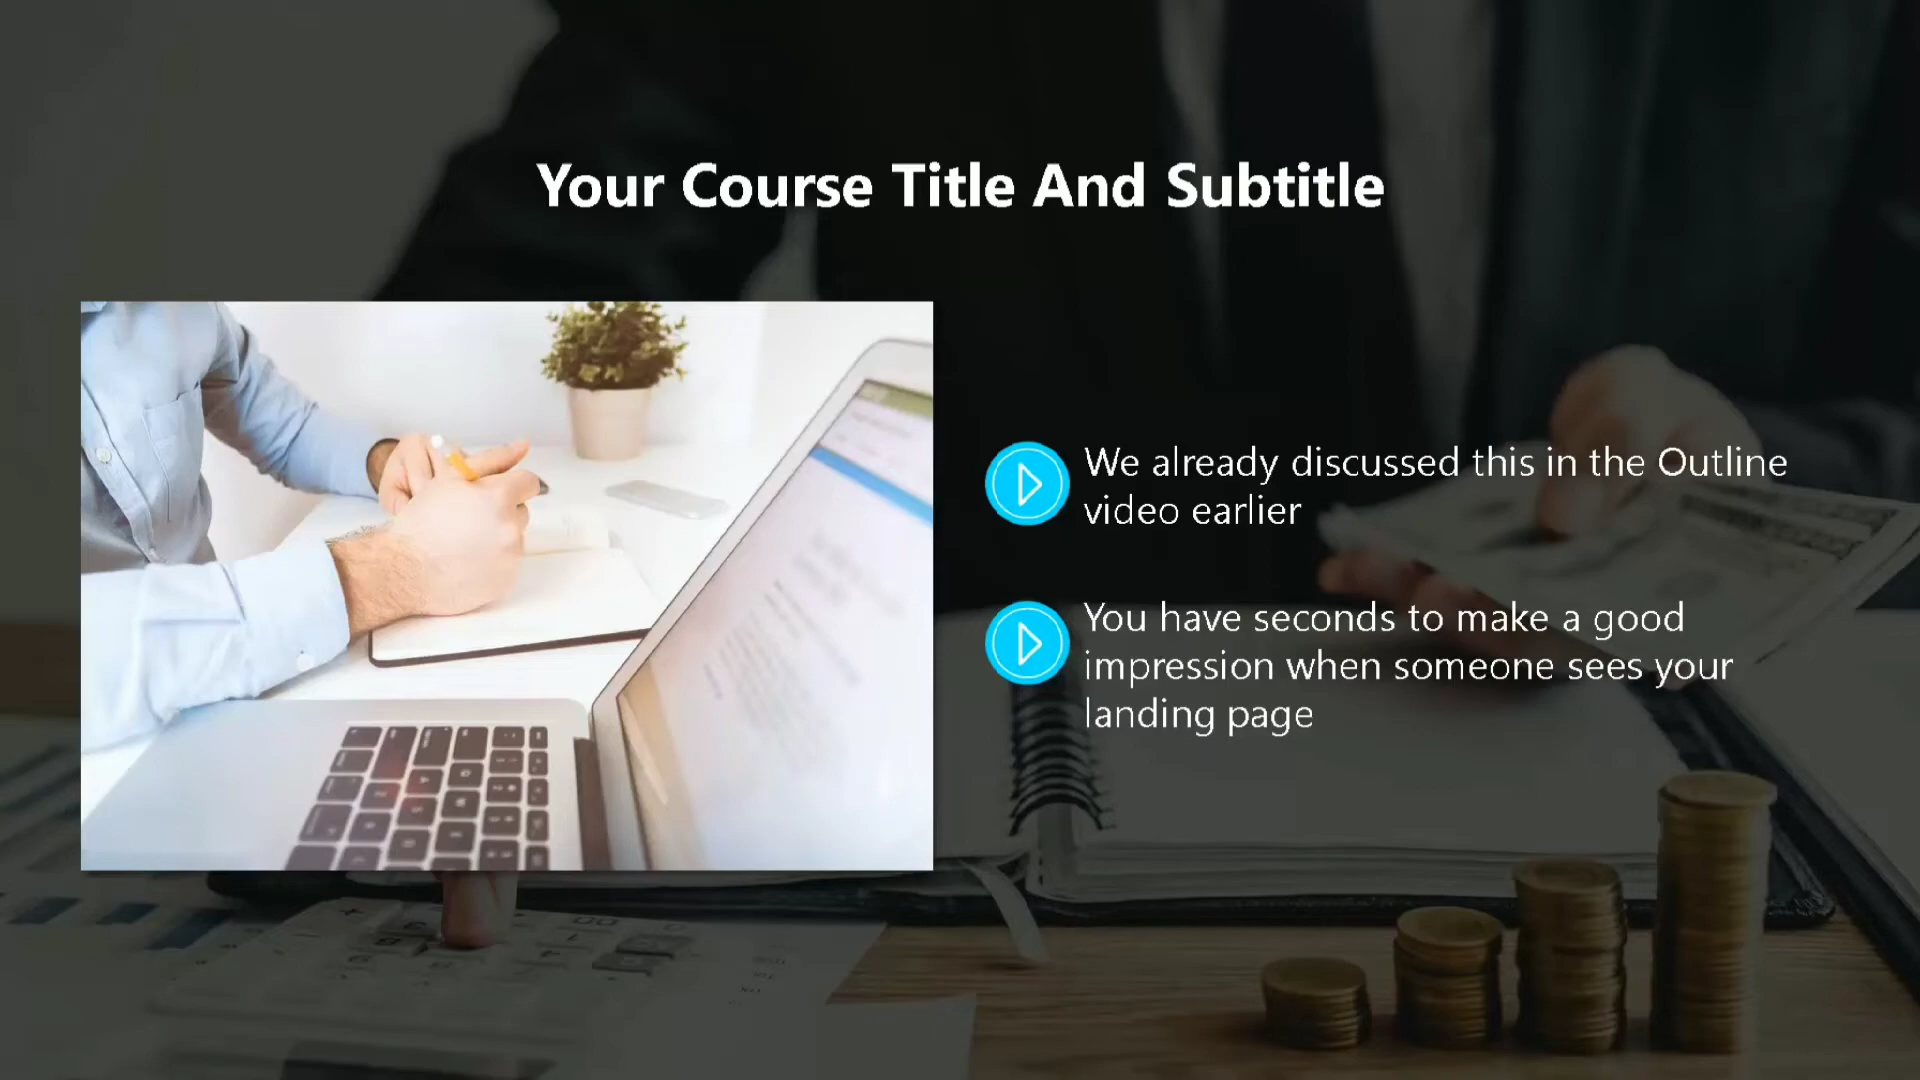 Your Course Title And Subtitle
We already discussed this in the Outline
video earlier
You have seconds to make a good
impression when someone sees your
landing page